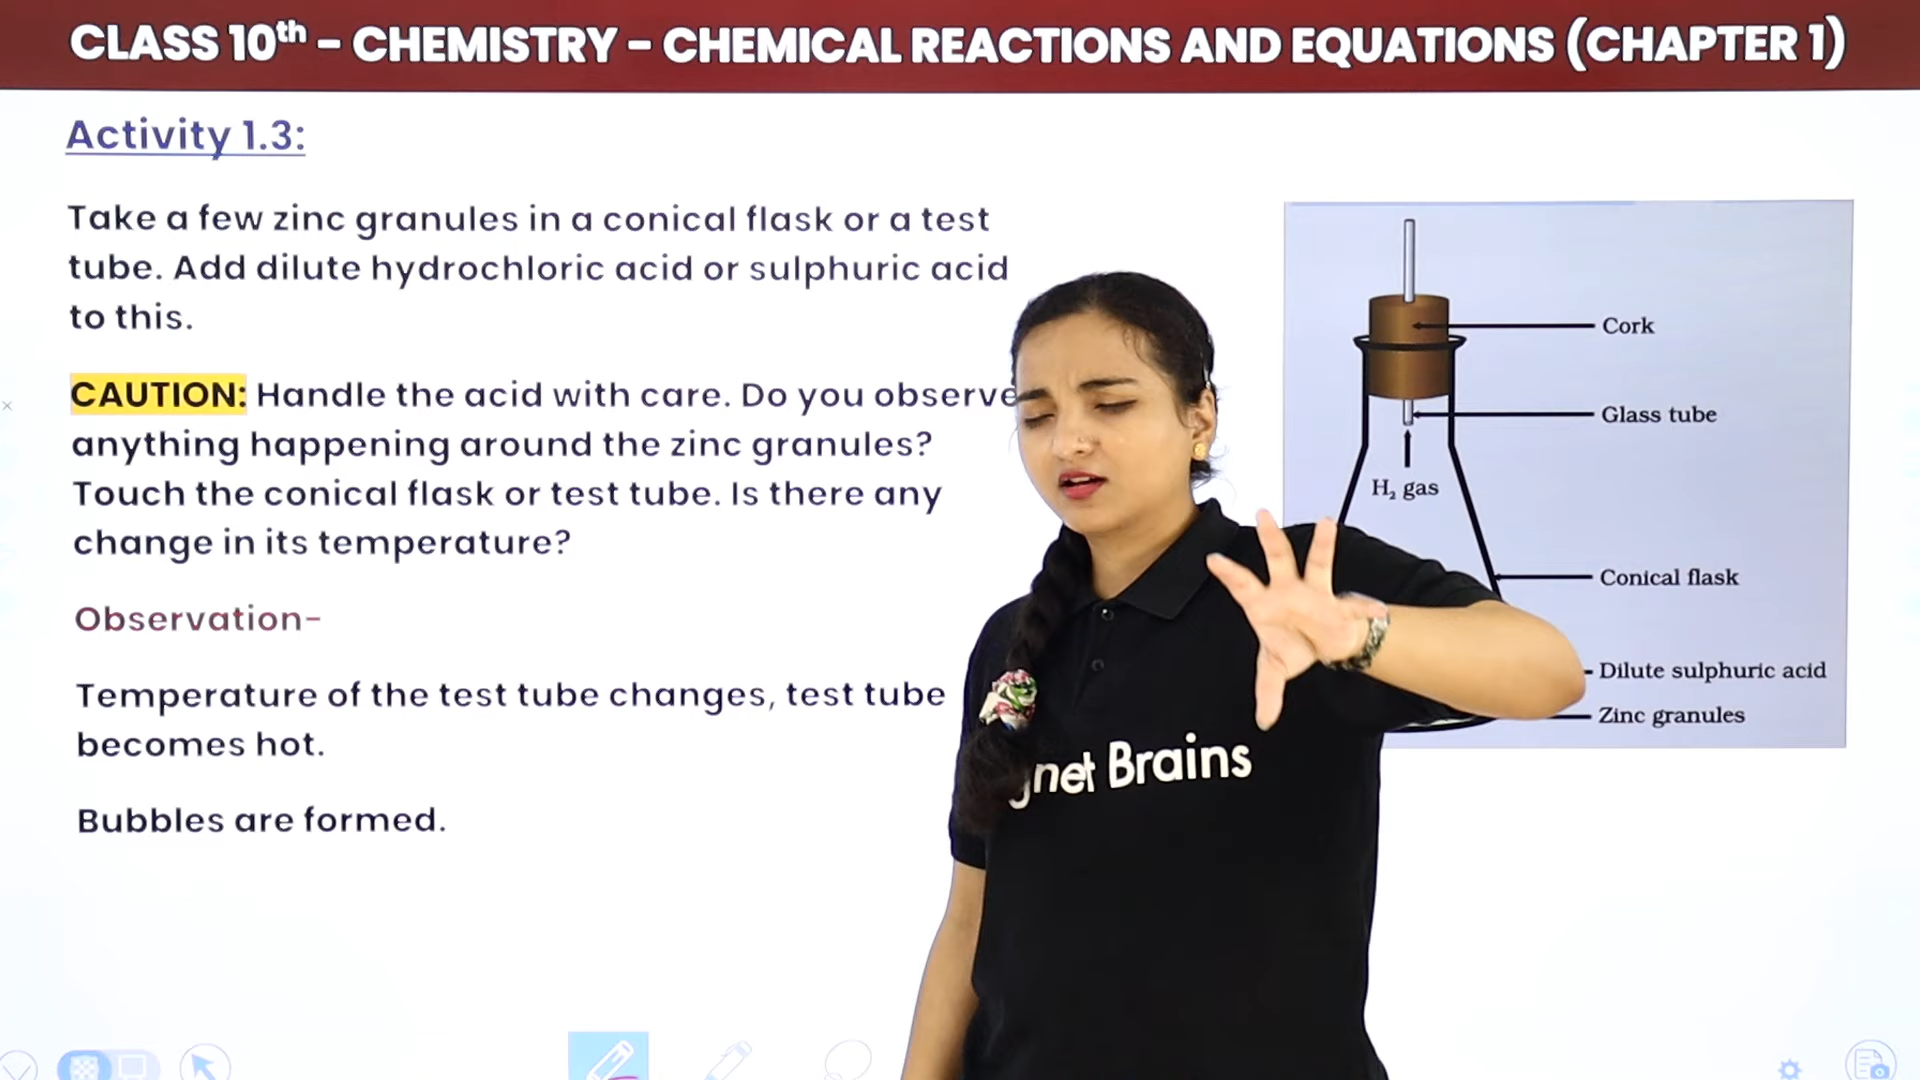 CLASS 10th - CHEMISTRY - CHEMICAL REACTIONS AND EQUATIONS (CHAPTER 1)
Activity 1.3:
Take a few zinc granules in a conical flask or a test
tube. Add dilute hydrochloric acid or sulphuric acid
to this.
CAUTION: Handle the acid with care. Do you observe
anything happening around the zinc granules?
Touch the conical flask or test tube. Is there any
change in its temperature?
Observation-
Temperature of the test tube changes, test tube
becomes hot.
Bubbles are formed.
Cork
Glass tube
H₂ gas
Conical flask
Dilute sulphuric acid
Zinc granules
gnet Brains